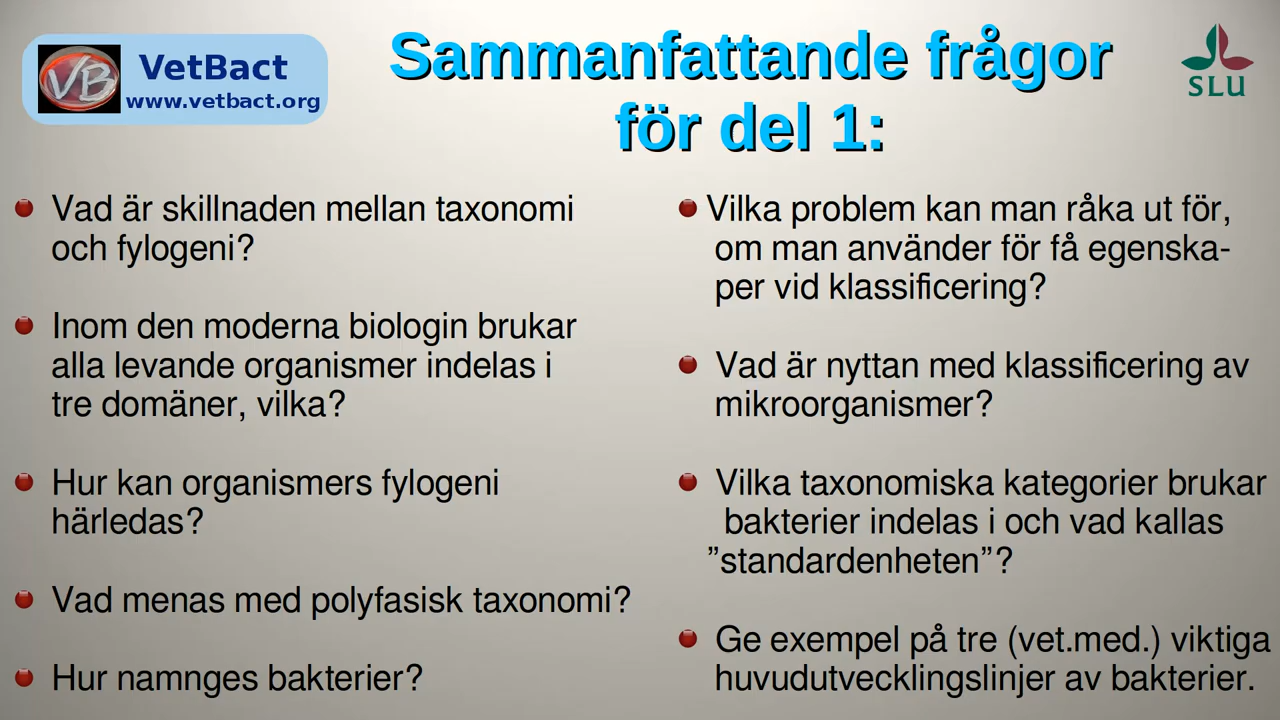 VB
VetBact
www.vetbact.org
Sammanfattande frågor
för del 1:
SLU
Vad är skillnaden mellan taxonomi
och fylogeni?
Inom den moderna biologin brukar
alla levande organismer indelas i
tre domäner, vilka?
Hur kan organismers fylogeni
härledas?
Vad menas med polyfasisk taxonomi?
Hur namnges bakterier?
Vilka problem kan man råka ut för,
om man använder för få egenska-
per vid klassificering?
Vad är nyttan med klassificering av
mikroorganismer?
Vilka taxonomiska kategorier brukar
bakterier indelas i och vad kallas
”standardenheten”?
Ge exempel på tre (vet.med.) viktiga
huvudutvecklingslinjer av bakterier.